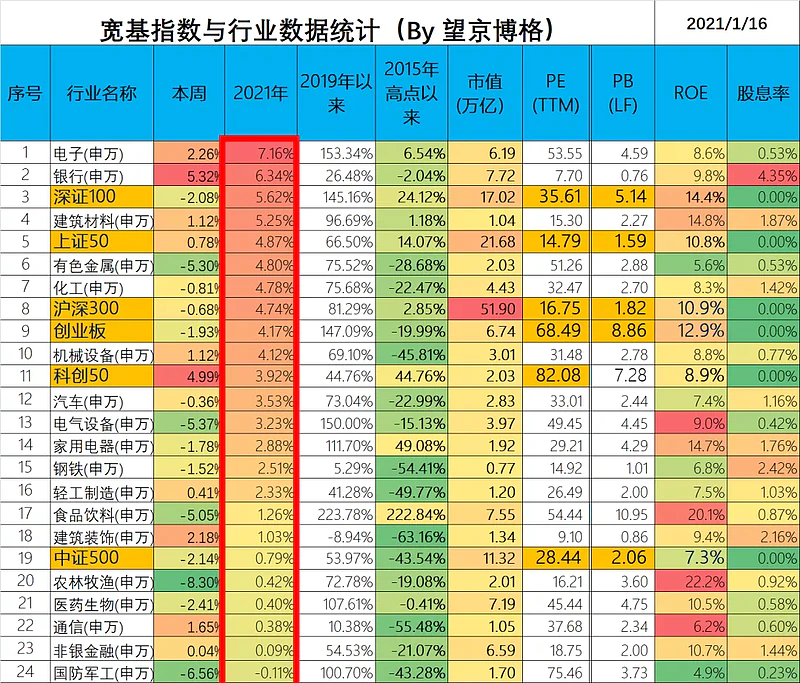 宽基指数与行业数据统计（By 望京博格）
2021/1/16
序号 行业名称 本周 2021年 2019年以来 2015年高点以来 市值(万亿） PE (TTM) PB (LF) ROE 股息率
1 电子(申万) 2.26% 7.16% 153.34% 6.54% 6.19 53.55 4.59 8.6% 0.53%
2 银行(申万) 5.32% 6.34% 26.48% -2.04% 7.72 7.70 0.76 9.8% 4.35%
3 深证100 -2.08% 5.62% 145.16% 24.12% 17.02 35.61 5.14 14.4% 0.00%
4 建筑材料(申万) 1.12% 5.25% 96.69% 1.18% 1.04 15.30 2.27 14.8% 1.87%
5 上证50 0.78% 4.87% 66.50% 14.07% 21.68 14.79 1.59 10.8% 0.00%
6 有色金属(申万) -5.30% 4.80% 75.52% -28.68% 2.03 51.26 2.88 5.6% 0.53%
7 化工(申万) -0.81% 4.78% 75.68% -22.47% 4.43 32.47 2.70 8.3% 1.42%
8 沪深300 -0.68% 4.74% 81.29% 2.85% 51.90 16.75 1.82 10.9% 0.00%
9 创业板 -1.93% 4.17% 147.09% -19.99% 6.74 68.49 8.86 12.9% 0.00%
10 机械设备(申万) 1.12% 4.12% 69.10% -45.81% 3.01 31.48 2.78 8.8% 0.77%
11 科创50 4.99% 3.92% 44.76% 44.76% 2.03 82.08 7.28 8.9% 0.00%
12 汽车(申万) -0.36% 3.53% 73.04% -22.99% 2.83 33.01 2.44 7.4% 1.16%
13 电气设备(申万) -5.37% 3.23% 150.00% -15.13% 3.97 49.45 4.45 9.0% 0.42%
14 家用电器(申万) -1.78% 2.88% 111.70% 49.08% 1.92 29.21 4.29 14.7% 1.76%
15 钢铁(申万) -1.52% 2.51% 5.29% -54.41% 0.77 14.92 1.01 6.8% 2.42%
16 轻工制造(申万) 0.41% 2.33% 41.28% -49.77% 1.20 26.49 2.00 7.5% 1.03%
17 食品饮料(申万) -5.05% 1.26% 223.78% 222.84% 7.55 54.44 10.95 20.1% 0.87%
18 建筑装饰(申万) 2.18% 1.03% -8.94% -63.16% 1.34 9.10 0.86 9.4% 2.16%
19 中证500 -2.14% 0.79% 53.97% -43.54% 11.32 28.44 2.06 7.3% 0.00%
20 农林牧渔(申万) -8.30% 0.42% 72.78% -19.08% 2.01 16.21 3.60 22.2% 0.92%
21 医药生物(申万) -2.41% 0.40% 107.61% -0.41% 7.19 45.44 4.75 10.5% 0.58%
22 通信(申万) 1.65% 0.38% 10.38% -55.48% 1.05 37.68 2.34 6.2% 0.60%
23 非银金融(申万) 0.04% 0.09% 54.53% -21.07% 6.59 18.75 2.00 10.7% 1.44%
24 国防军工(申万) -6.56% -0.11% 100.70% -43.28% 1.70 75.46 3.73 4.9% 0.23%